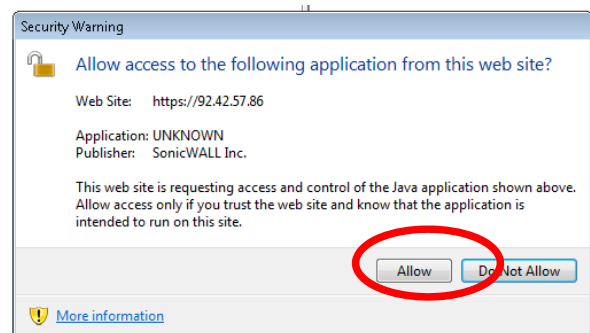 Security Warning
Allow access to the following application from this web site?
Web Site: https://92.42.57.86
Application: UNKNOWN
Publisher: SonicWALL Inc.
This web site is requesting access and control of the Java application shown above.
Allow access only if you trust the web site and know that the application is
intended to run on this site.
Allow Do Not Allow
More information